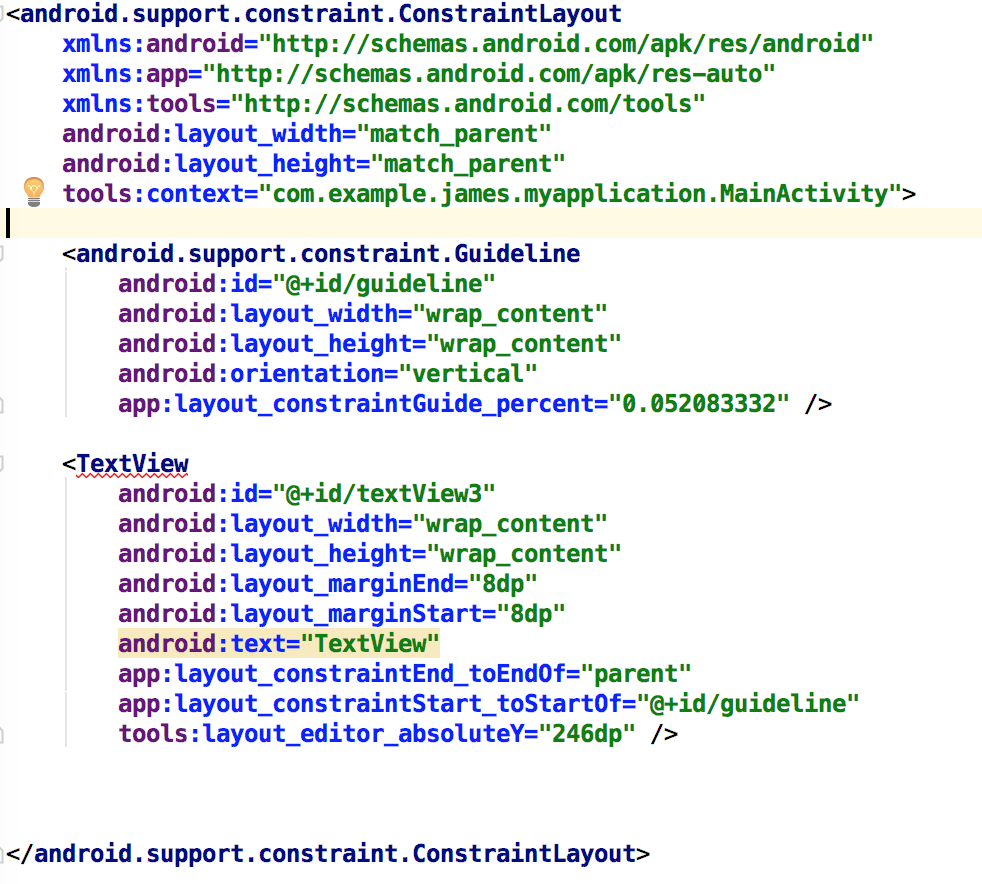 <android.support.constraint.ConstraintLayout
    xmlns:android="http://schemas.android.com/apk/res/android"
    xmlns:app="http://schemas.android.com/apk/res-auto"
    xmlns:tools="http://schemas.android.com/tools"
    android:layout_width="match_parent"
    android:layout_height="match_parent"
    tools:context="com.example.james.myapplication.MainActivity">

    <android.support.constraint.Guideline
        android:id="@+id/guideline"
        android:layout_width="wrap_content"
        android:layout_height="wrap_content"
        android:orientation="vertical"
        app:layout_constraintGuide_percent="0.052083332" />

    <TextView
        android:id="@+id/textView3"
        android:layout_width="wrap_content"
        android:layout_height="wrap_content"
        android:layout_marginEnd="8dp"
        android:layout_marginStart="8dp"
        android:text="TextView"
        app:layout_constraintEnd_toEndOf="parent"
        app:layout_constraintStart_toStartOf="@+id/guideline"
        tools:layout_editor_absoluteY="246dp" />

</android.support.constraint.ConstraintLayout>